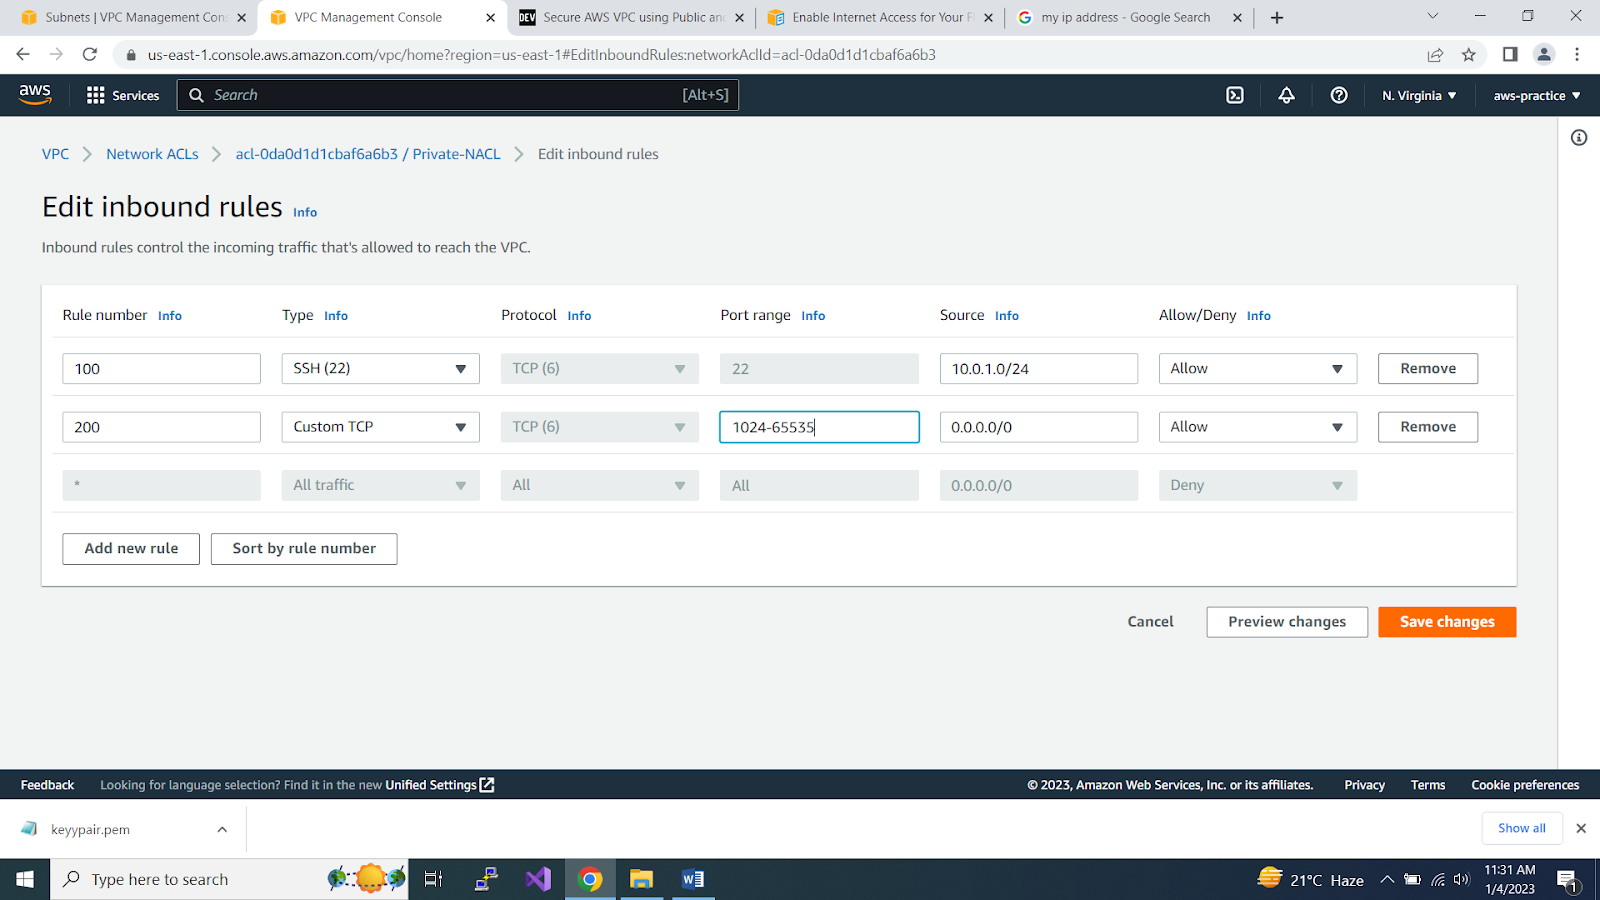 Subnets | VPC Management Con
VPC Management Console
DEV Secure AWS VPC using Public an
Enable Internet Access for Your F
my ip address - Google Search
us-east-1.console.aws.amazon.com/vpc/home?region=us-east-1#EditInboundRules:networkAclId=acl-0da0d1d1cbaf6a6b3
aws Services Search [Alt+S] N. Virginia aws-practice
VPC Network ACLs acl-0da0d1d1cbaf6a6b3 / Private-NACL Edit inbound rules
Edit inbound rules Info
Inbound rules control the incoming traffic that's allowed to reach the VPC.
Rule number Info Type Info Protocol Info Port range Info Source Info Allow/Deny Info
100 SSH (22) TCP (6) 22 10.0.1.0/24 Allow Remove
200 Custom TCP TCP (6) 1024-65535 0.0.0.0/0 Allow Remove
* All traffic All All 0.0.0.0/0 Deny
Add new rule Sort by rule number
Cancel Preview changes Save changes
Feedback Looking for language selection? Find it in the new Unified Settings © 2023, Amazon Web Services, Inc. or its affiliates. Privacy Terms Cookie preferences
keyypair.pem Show all
Type here to search 21°C Haze 11:31 AM
1/4/2023 1